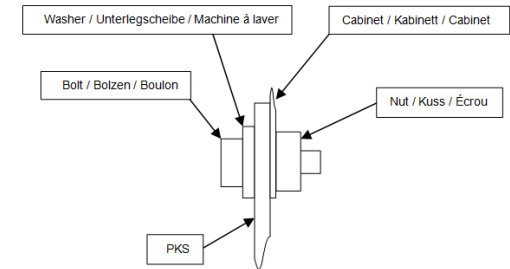 Washer / Unterlegscheibe / Machine à laver
Cabinet / Kabinett / Cabinet
Bolt / Bolzen / Boulon
Nut / Kuss / Écrou
PKS